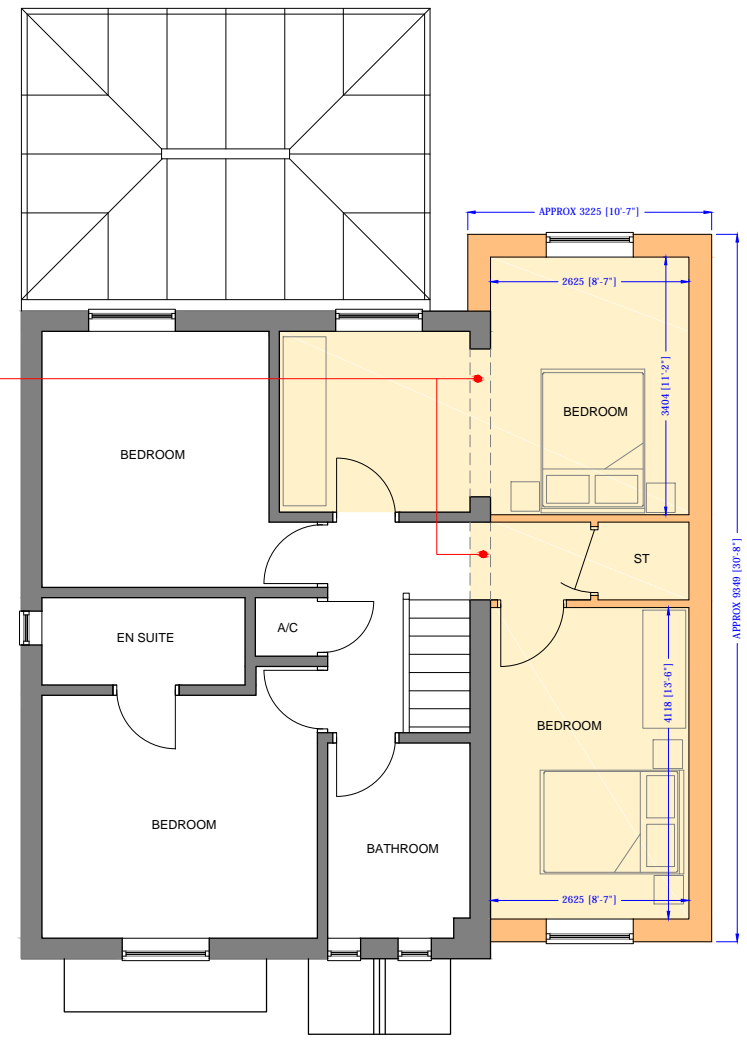 APPROX 3225 [10'-7"]
2625 [8'-7"]
3404 [11'-2"]
BEDROOM
BEDROOM
APPROX 9349 [30'-8"]
ST
A/C
EN SUITE
4118 [13'-6"]
BEDROOM
BEDROOM
BATHROOM
2625 [8'-7"]